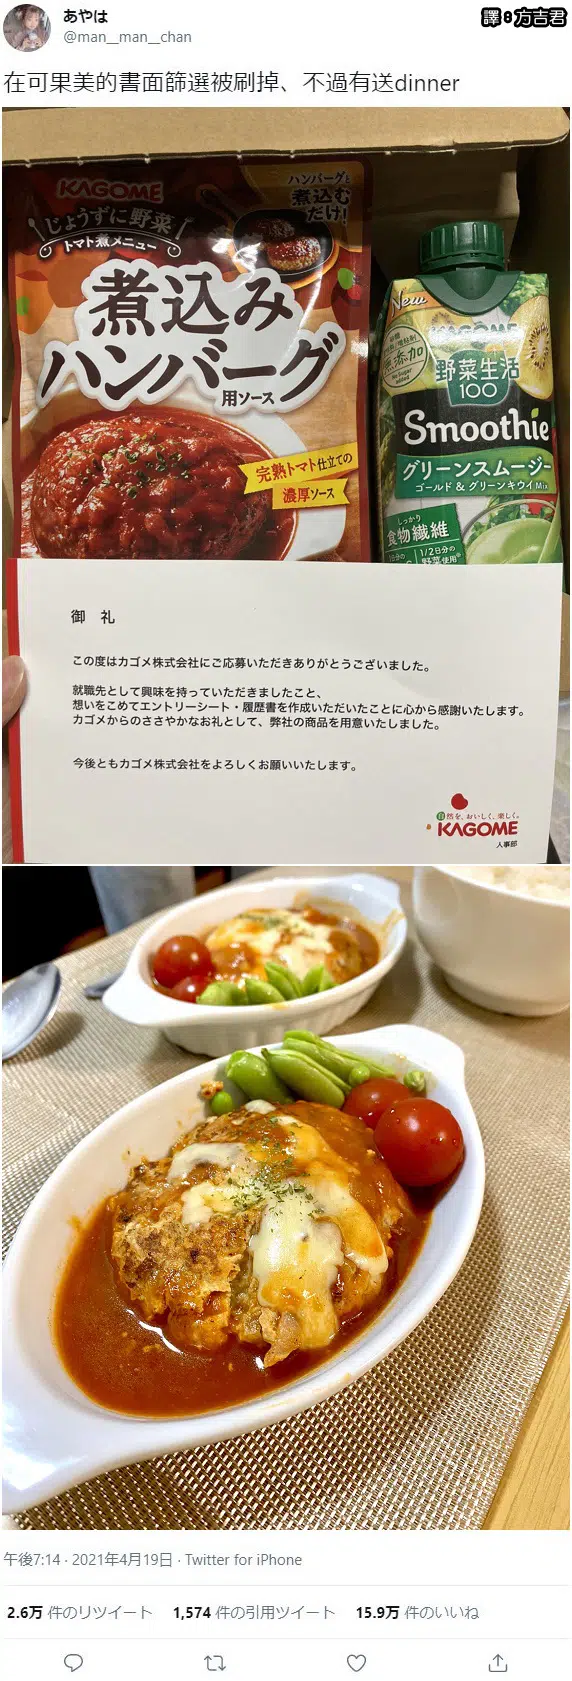 あやは
@man__man__chan
譯8方吉君
在可果美的書面篩選被刷掉、不過有送dinner
KAGOME
じょうずに野菜
トマト煮メニュー
ハンバーグを
煮込む
だけ!
煮込み
ハンバーグ
用ソース
完熟トマト仕立ての
濃厚ソース
New
KAGOME
無添加
野菜生活
100
Smoothie
グリーンスムージー
ゴールド&グリーンキウイMix
しっかり
食物繊維
1/2日分の
野菜使用
御 礼
この度はカゴメ株式会社にご応募いただきありがとうございました。
就職先として興味を持っていただきましたこと、
想いをこめてエントリーシート・履歴書を作成いただいたことに心から感謝いたします。
カゴメからのささやかなお礼として、弊社の商品を用意いたしました。
今後ともカゴメ株式会社をよろしくお願いいたします。
自然を、おいしく、楽しく。
KAGOME
人事部
午後7:14 · 2021年4月19日 · Twitter for iPhone
2.6万 件のリツイート 1,574 件の引用ツイート 15.9万 件のいいね